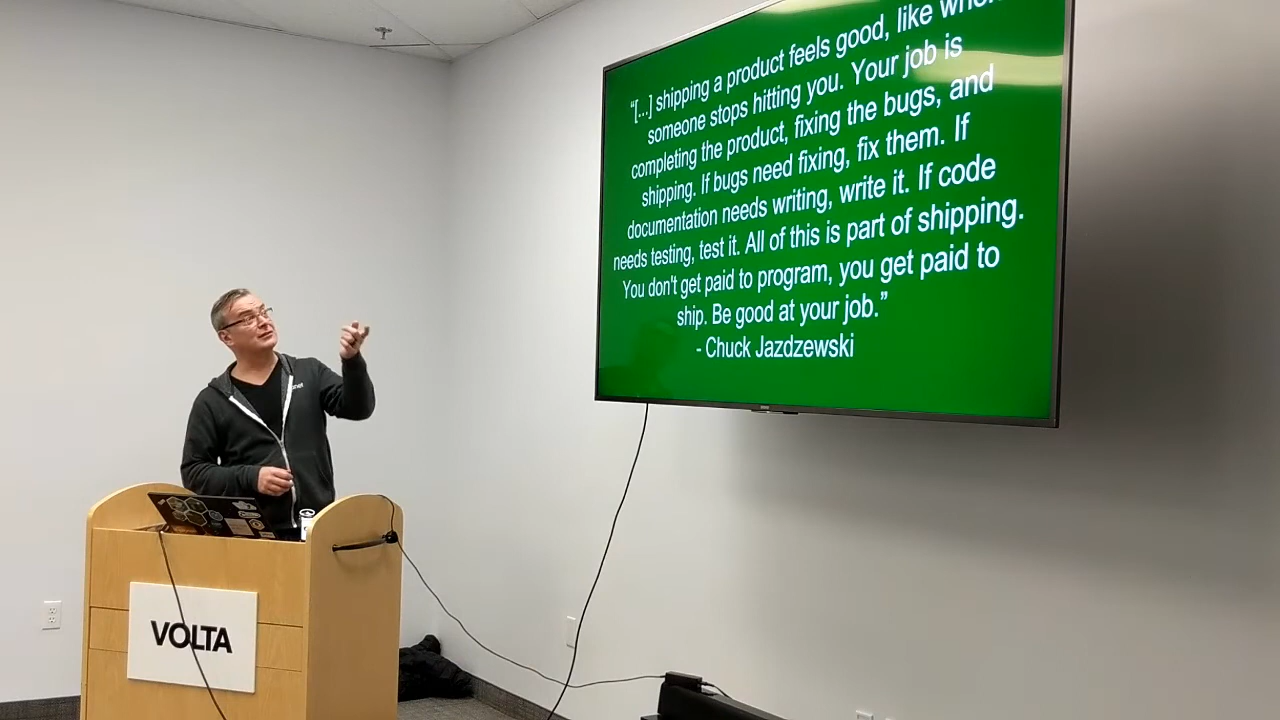 “[...] shipping a product feels good, like when
someone stops hitting you. Your job is
completing the product, fixing the bugs, and
shipping. If bugs need fixing, fix them. If
documentation needs writing, write it. If code
needs testing, test it. All of this is part of shipping.
You don't get paid to program, you get paid to
ship. Be good at your job.”
- Chuck Jazdzewski
VOLTA